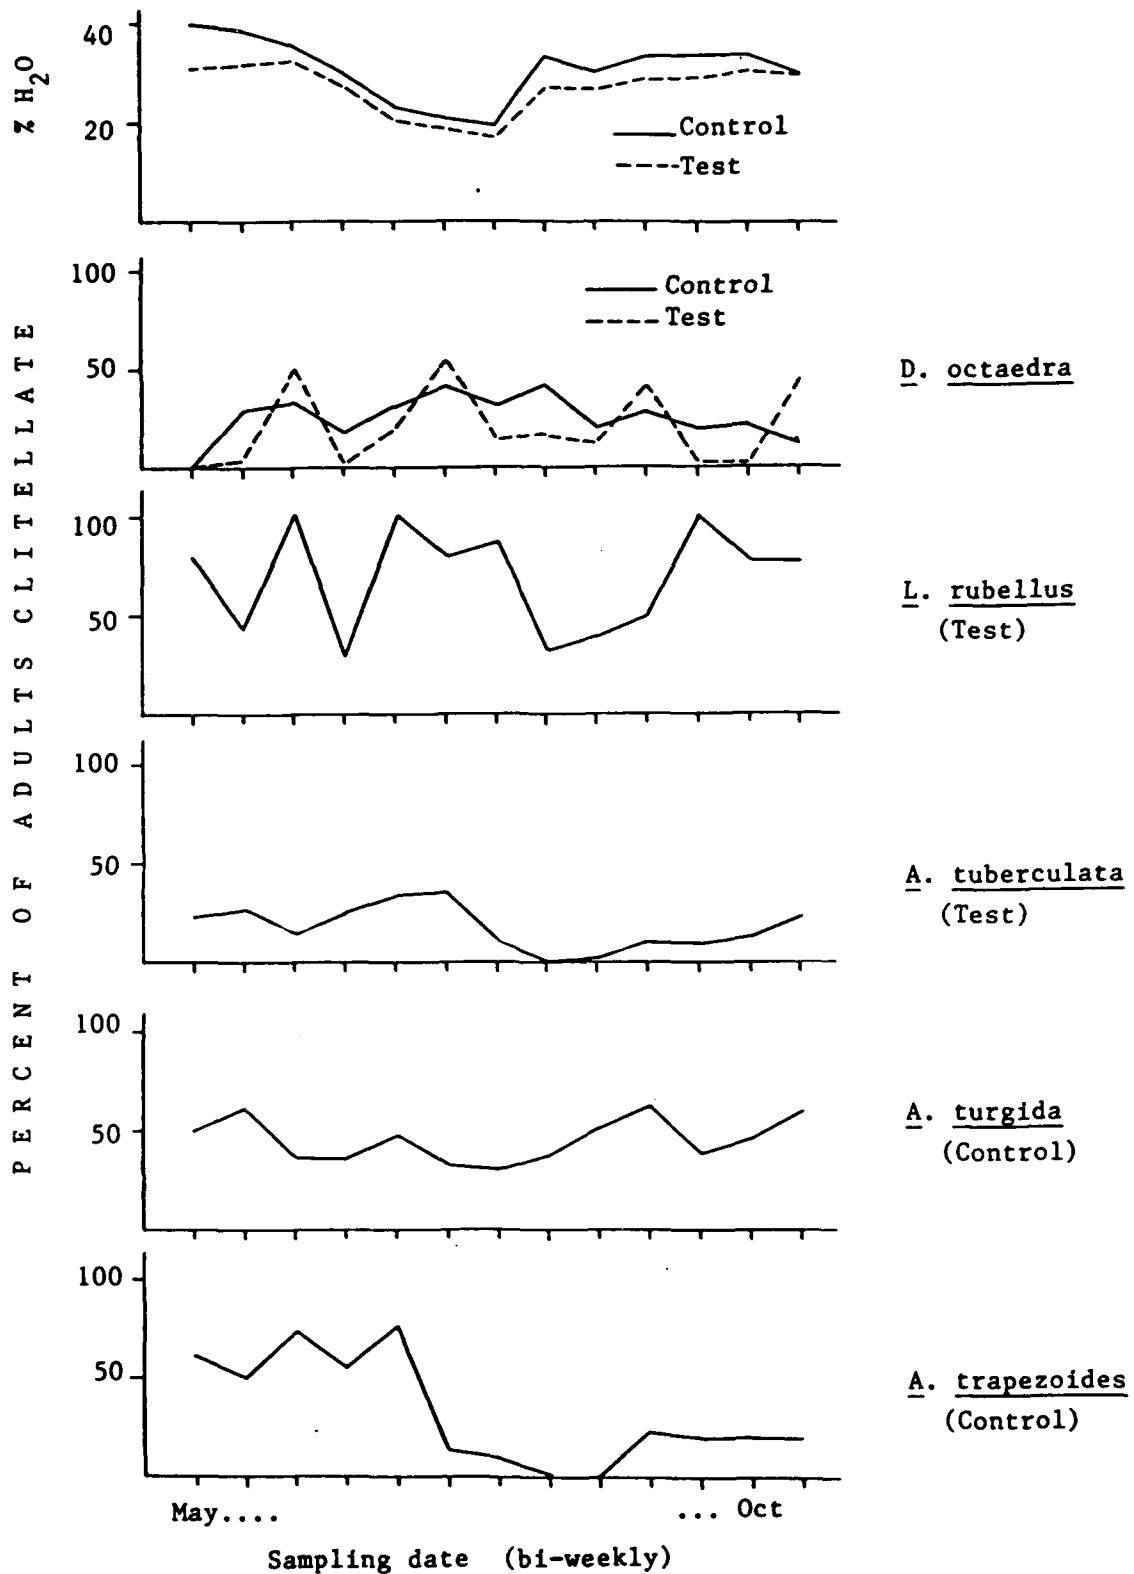 % H2O
40
20
Control
Test
PERCENT OF ADULTS CLITELLATE
100
50
Control
Test
D. octaedra
100
50
L. rubellus
(Test)
100
50
A. tuberculata
(Test)
100
50
A. turgida
(Control)
100
50
A. trapezoides
(Control)
May....
... Oct
Sampling date (bi-weekly)